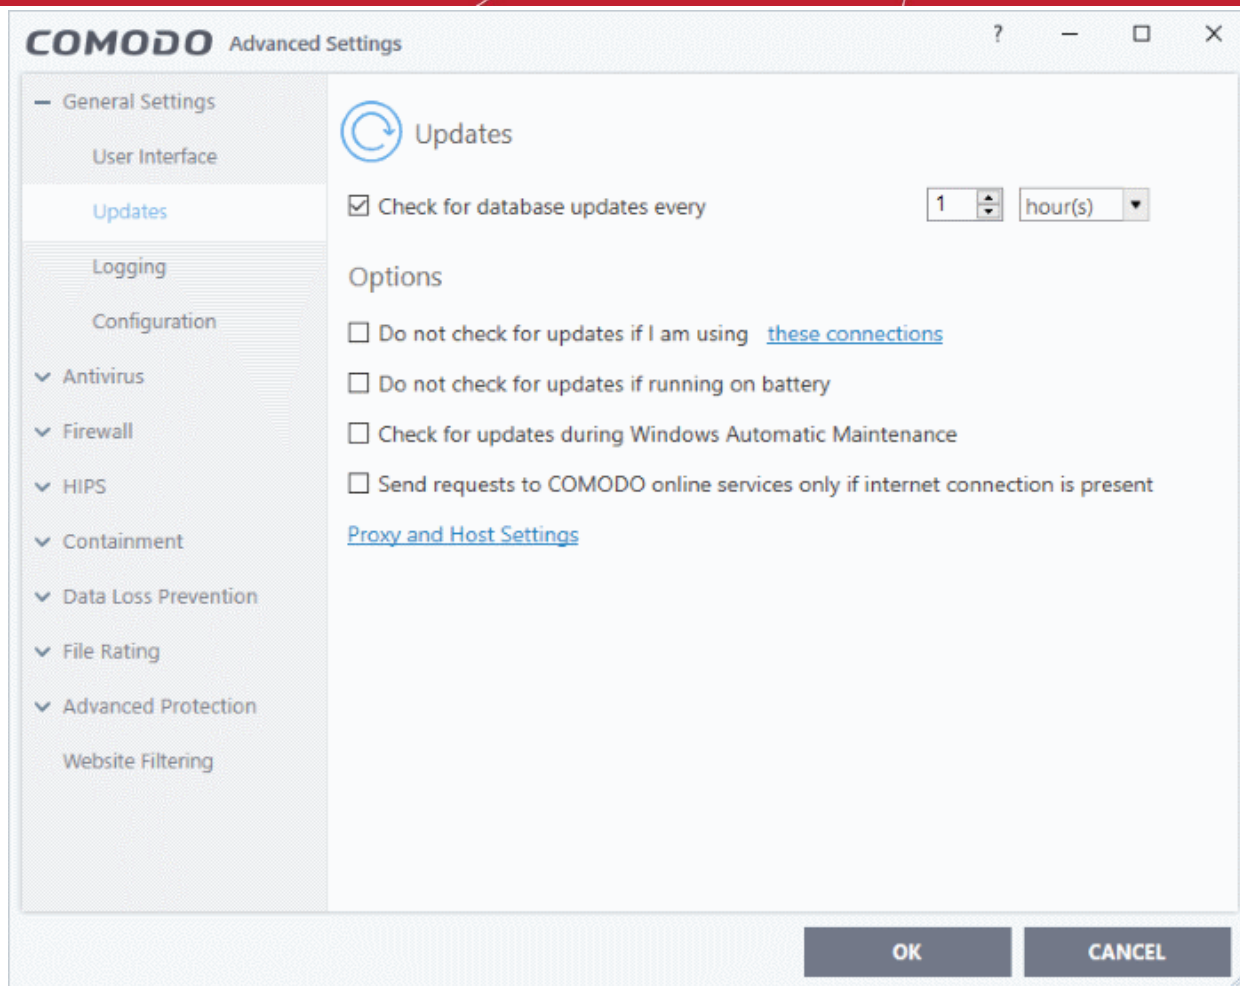 COMODO Advanced Settings ?
General Settings
User Interface
Updates
Logging
Configuration
Antivirus
Firewall
HIPS
Containment
Data Loss Prevention
File Rating
Advanced Protection
Website Filtering
Updates
Check for database updates every 1 hour(s)
Options
Do not check for updates if I am using these connections
Do not check for updates if running on battery
Check for updates during Windows Automatic Maintenance
Send requests to COMODO online services only if internet connection is present
Proxy and Host Settings
OK CANCEL